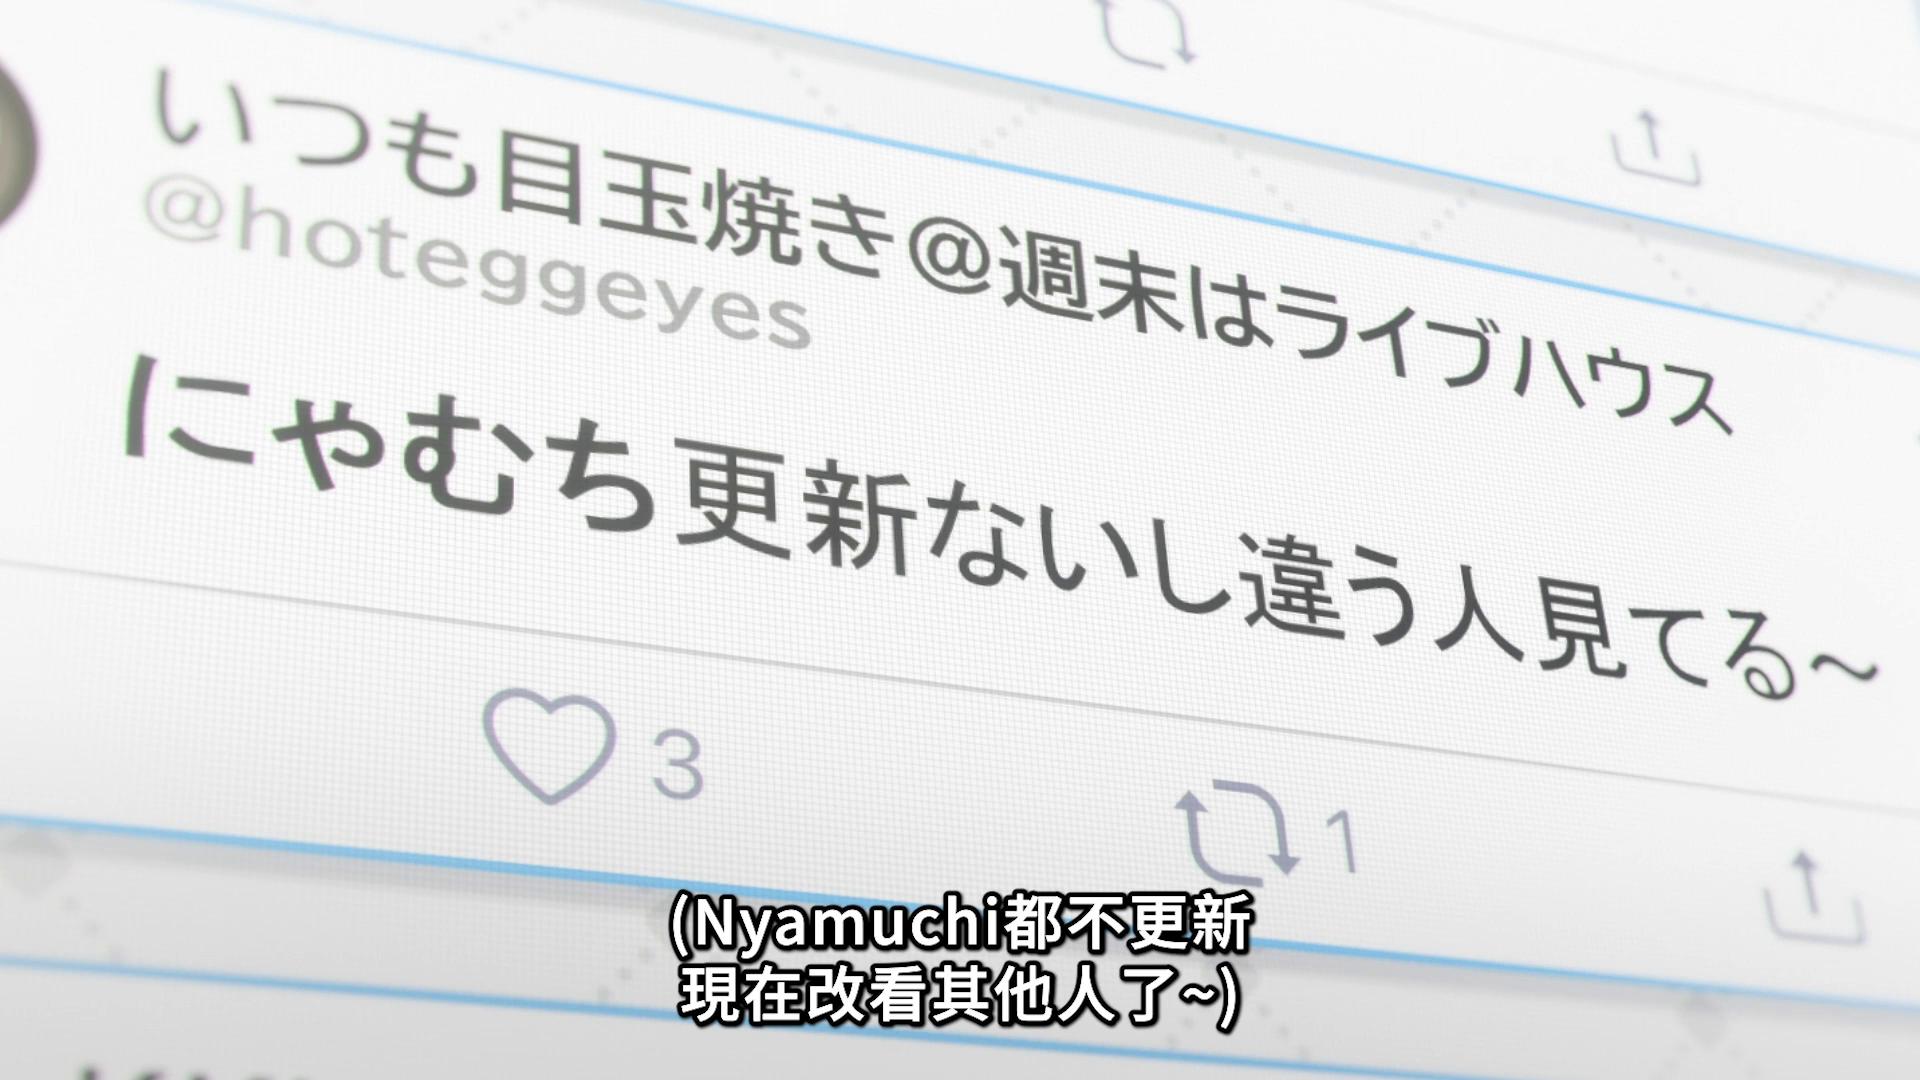 いつも目玉焼き@週末はライブハウス
@hoteggeyes
にゃむち更新ないし違う人見てる~
3
1
(Nyamuchi都不更新
現在改看其他人了~)